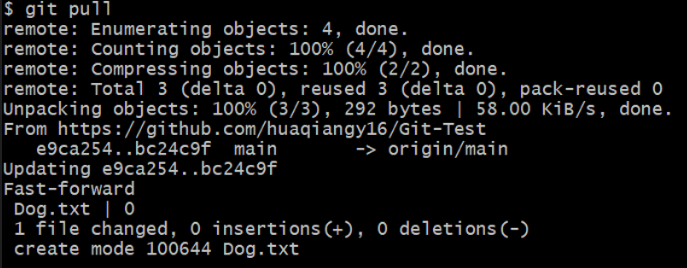 $ git pull
remote: Enumerating objects: 4, done.
remote: Counting objects: 100% (4/4), done.
remote: Compressing objects: 100% (2/2), done.
remote: Total 3 (delta 0), reused 3 (delta 0), pack-reused 0
Unpacking objects: 100% (3/3), 292 bytes | 58.00 KiB/s, done.
From https://github.com/huaqiangy16/Git-Test
   e9ca254..bc24c9f  main       -> origin/main
Updating e9ca254..bc24c9f
Fast-forward
 Dog.txt | 0
 1 file changed, 0 insertions(+), 0 deletions(-)
 create mode 100644 Dog.txt